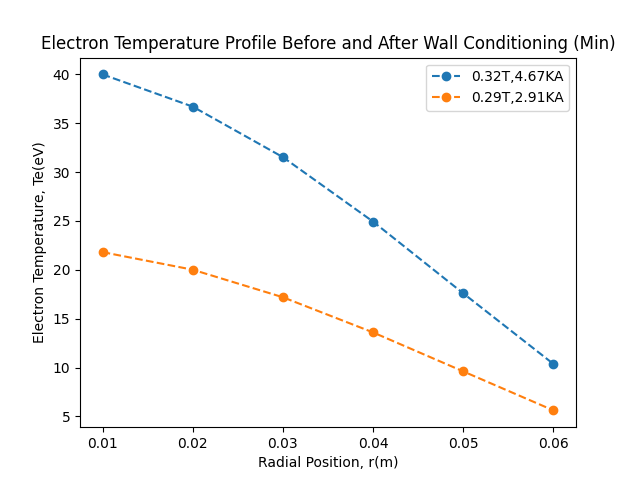 Electron Temperature Profile Before and After Wall Conditioning (Min)
0.32T,4.67KA
0.29T,2.91KA
Electron Temperature, Te(eV)
40
35
30
25
20
15
10
5
0.01 0.02 0.03 0.04 0.05 0.06
Radial Position, r(m)